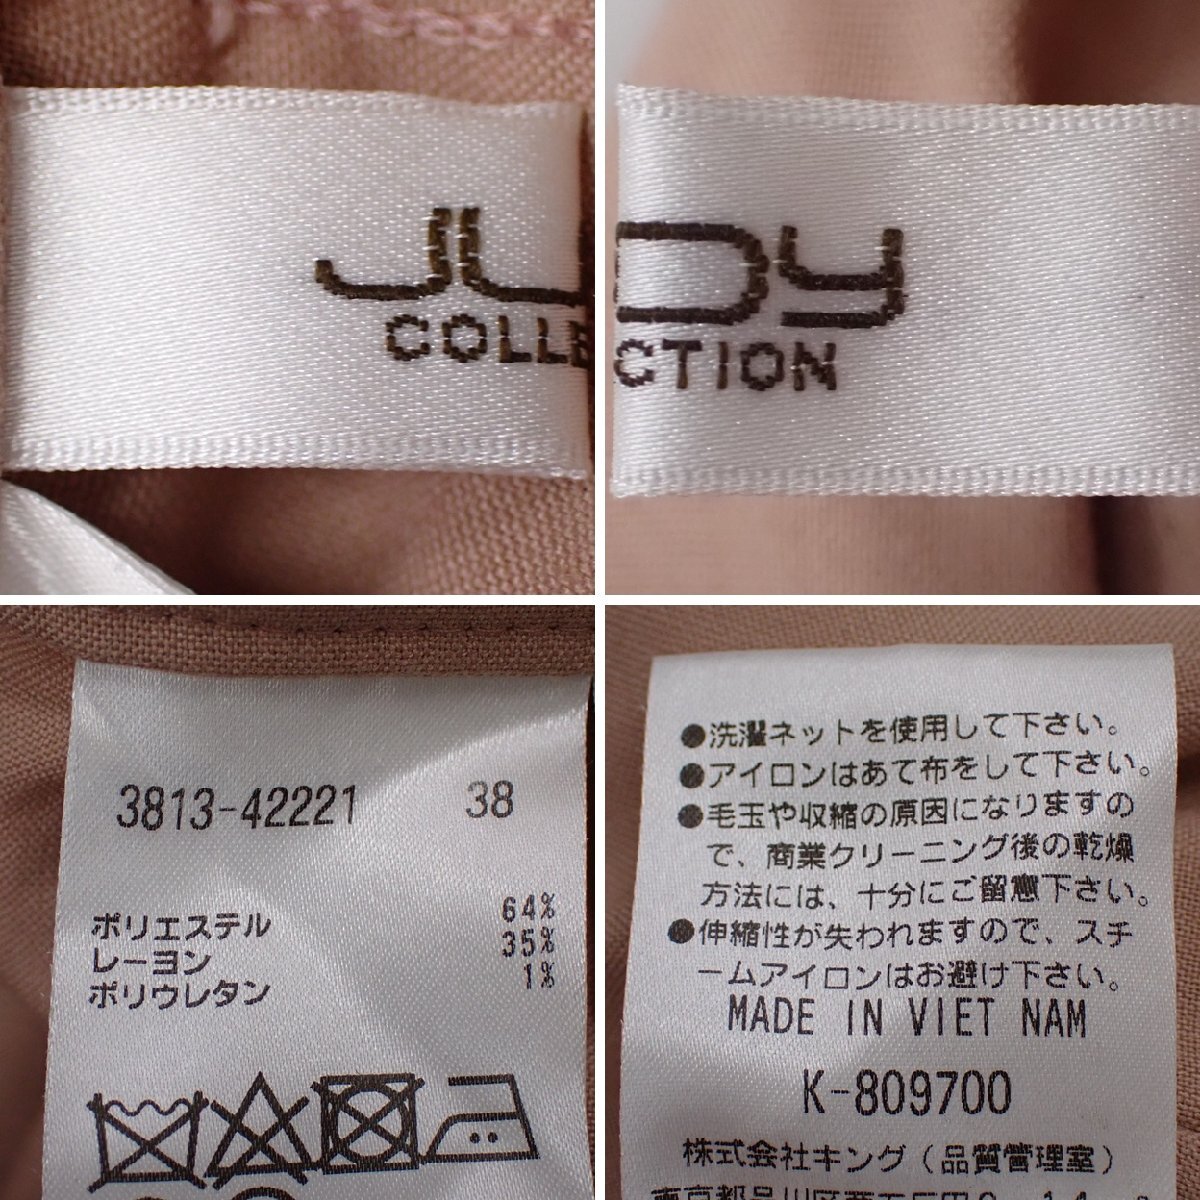 JU
COLLE
DY
CTION
3813-42221 38
ポリエステル 64%
レーヨン 35%
ポリウレタン 1%
●洗濯ネットを使用して下さい。
●アイロンはあて布をして下さい。
●毛玉や収縮の原因になりますの
で、商業クリーニング後の乾燥
方法には、十分にご留意下さい。
●伸縮性が失われますので、スチ
ームアイロンはお避け下さい。
MADE IN VIET NAM
K-809700
株式会社キング(品質管理室)